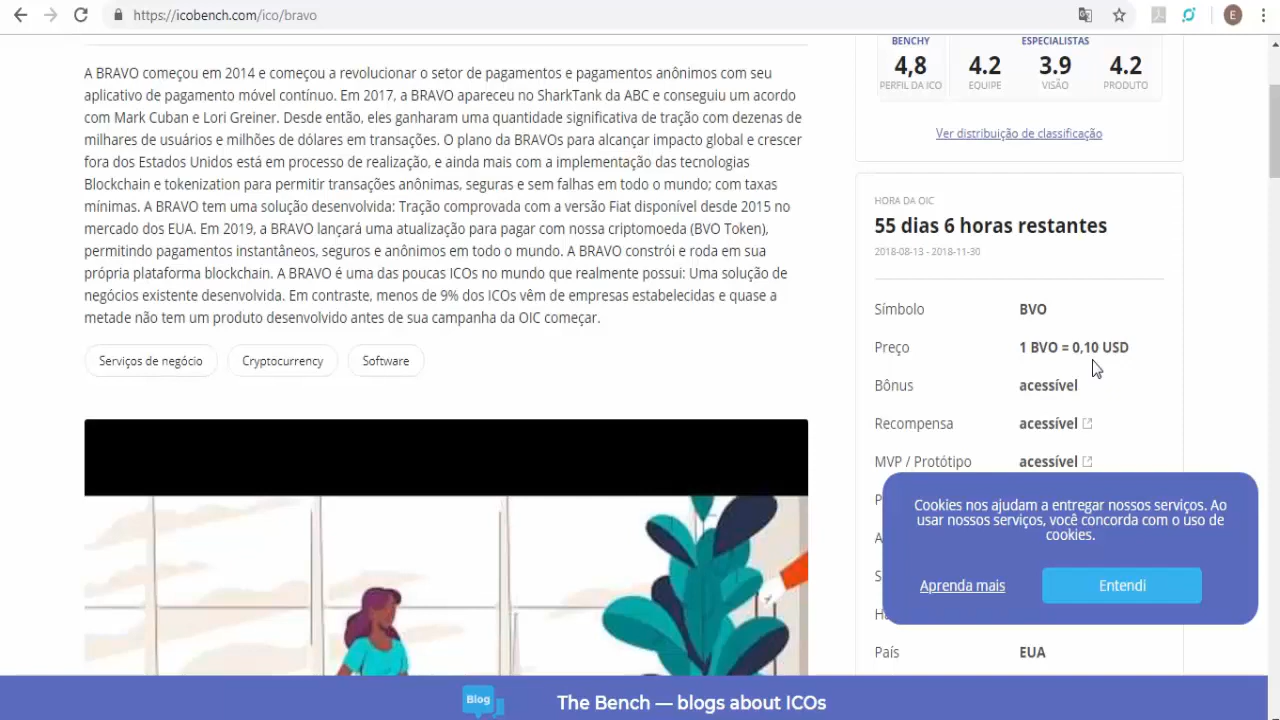 https://icobench.com/ico/bravo
E
A BRAVO começou em 2014 e começou a revolucionar o setor de pagamentos e pagamentos anônimos com seu
aplicativo de pagamento móvel contínuo. Em 2017, a BRAVO apareceu no SharkTank da ABC e conseguiu um acordo
com Mark Cuban e Lori Greiner. Desde então, eles ganharam uma quantidade significativa de tração com dezenas de
milhares de usuários e milhões de dólares em transações. O plano da BRAVOs para alcançar impacto global e crescer
fora dos Estados Unidos está em processo de realização, e ainda mais com a implementação das tecnologias
Blockchain e tokenization para permitir transações anônimas, seguras e sem falhas em todo o mundo; com taxas
mínimas. A BRAVO tem uma solução desenvolvida: Tração comprovada com a versão Fiat disponível desde 2015 no
mercado dos EUA. Em 2019, a BRAVO lançará uma atualização para pagar com nossa criptomoeda (BVO Token),
permitindo pagamentos instantâneos, seguros e anônimos em todo o mundo. A BRAVO constrói e roda em sua
própria plataforma blockchain. A BRAVO é uma das poucas ICOs no mundo que realmente possui: Uma solução de
negócios existente desenvolvida. Em contraste, menos de 9% dos ICOs vêm de empresas estabelecidas e quase a
metade não tem um produto desenvolvido antes de sua campanha da OIC começar.
Serviços de negócio
Cryptocurrency
Software
BENCHY
ESPECIALISTAS
4,8
4.2
3.9
4.2
PERFIL DA ICO
EQUIPE
VISÃO
PRODUTO
Ver distribuição de classificação
HORA DA OIC
55 dias 6 horas restantes
2018-08-13 - 2018-11-30
Símbolo BVO
Preço 1 BVO = 0,10 USD
Bônus acessível
Recompensa acessível
MVP / Protótipo acessível
País EUA
Cookies nos ajudam a entregar nossos serviços. Ao
usar nossos serviços, você concorda com o uso de
cookies.
Aprenda mais
Entendi
Blog
The Bench — blogs about ICOs